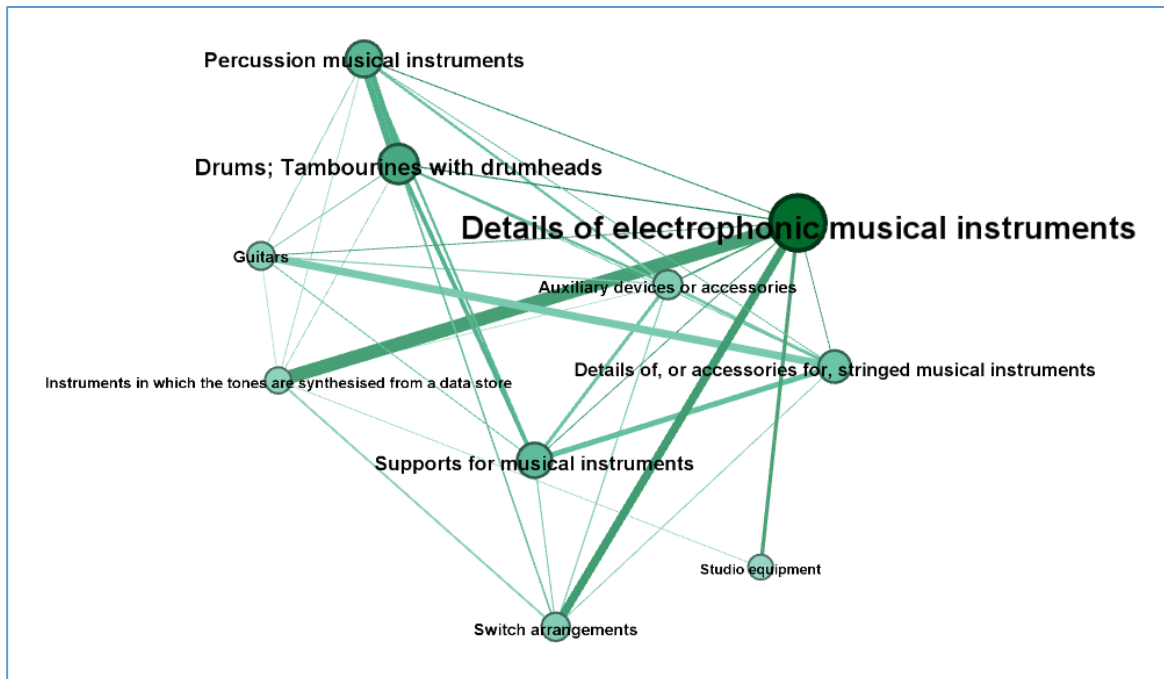 Percussion musical instruments
Drums; Tambourines with drumheads
Details of electrophonic musical instruments
Guitars
Auxiliary devices or accessories
Details of, or accessories for, stringed musical instruments
Instruments in which the tones are synthesised from a data store
Supports for musical instruments
Studio equipment
Switch arrangements